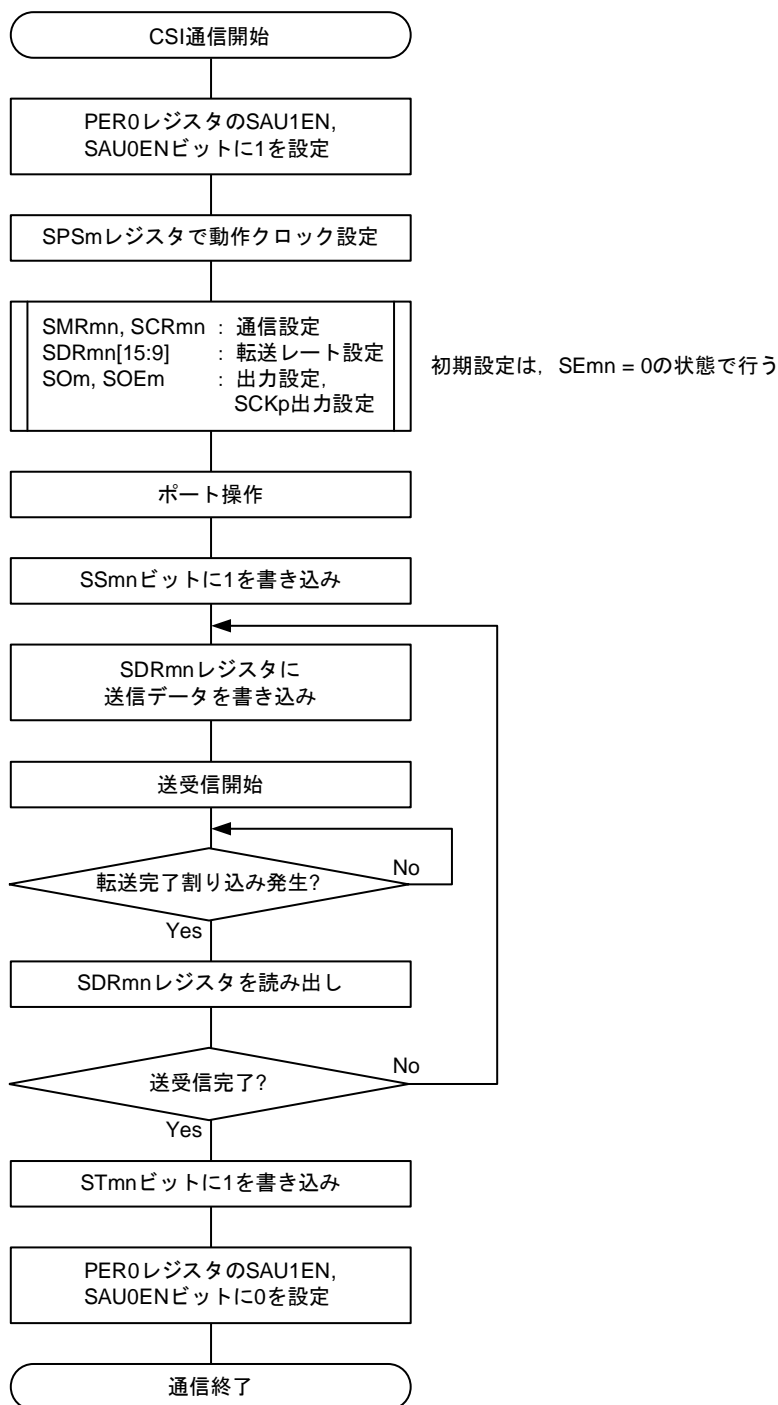 CSI通信開始
PER0レジスタのSAU1EN,
SAU0ENビットに1を設定
SPSmレジスタで動作クロック設定
SMRmn, SCRmn : 通信設定
SDRmn[15:9] : 転送レート設定
SOm, SOEm : 出力設定,
SCKp出力設定
初期設定は, SEmn = 0の状態で行う
ポート操作
SSmnビットに1を書き込み
SDRmnレジスタに
送信データを書き込み
送受信開始
転送完了割り込み発生?
No
Yes
SDRmnレジスタを読み出し
送受信完了?
No
Yes
STmnビットに1を書き込み
PER0レジスタのSAU1EN,
SAU0ENビットに0を設定
通信終了